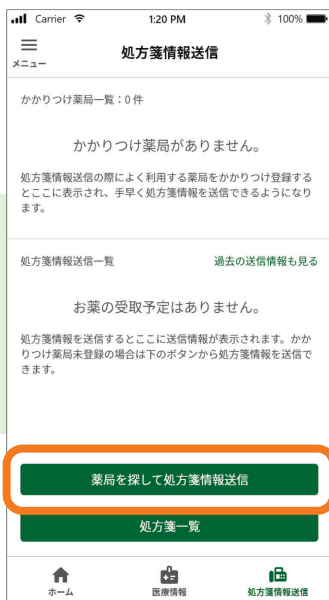 Carrier 1:20 PM 100%
メニュー
処方箋情報送信
かかりつけ薬局一覧：0 件
かかりつけ薬局がありません。
処方箋情報送信の際によく利用する薬局をかかりつけ登録する
とここに表示され、手早く処方箋情報を送信できるようになり
ます。
処方箋情報送信一覧 過去の送信情報も見る
お薬の受取予定はありません。
処方箋情報を送信するとここに送信情報が表示されます。かか
りつけ薬局未登録の場合は下のボタンから処方箋情報を送信で
きます。
薬局を探して処方箋情報送信
処方箋一覧
ホーム 医療情報 処方箋情報送信